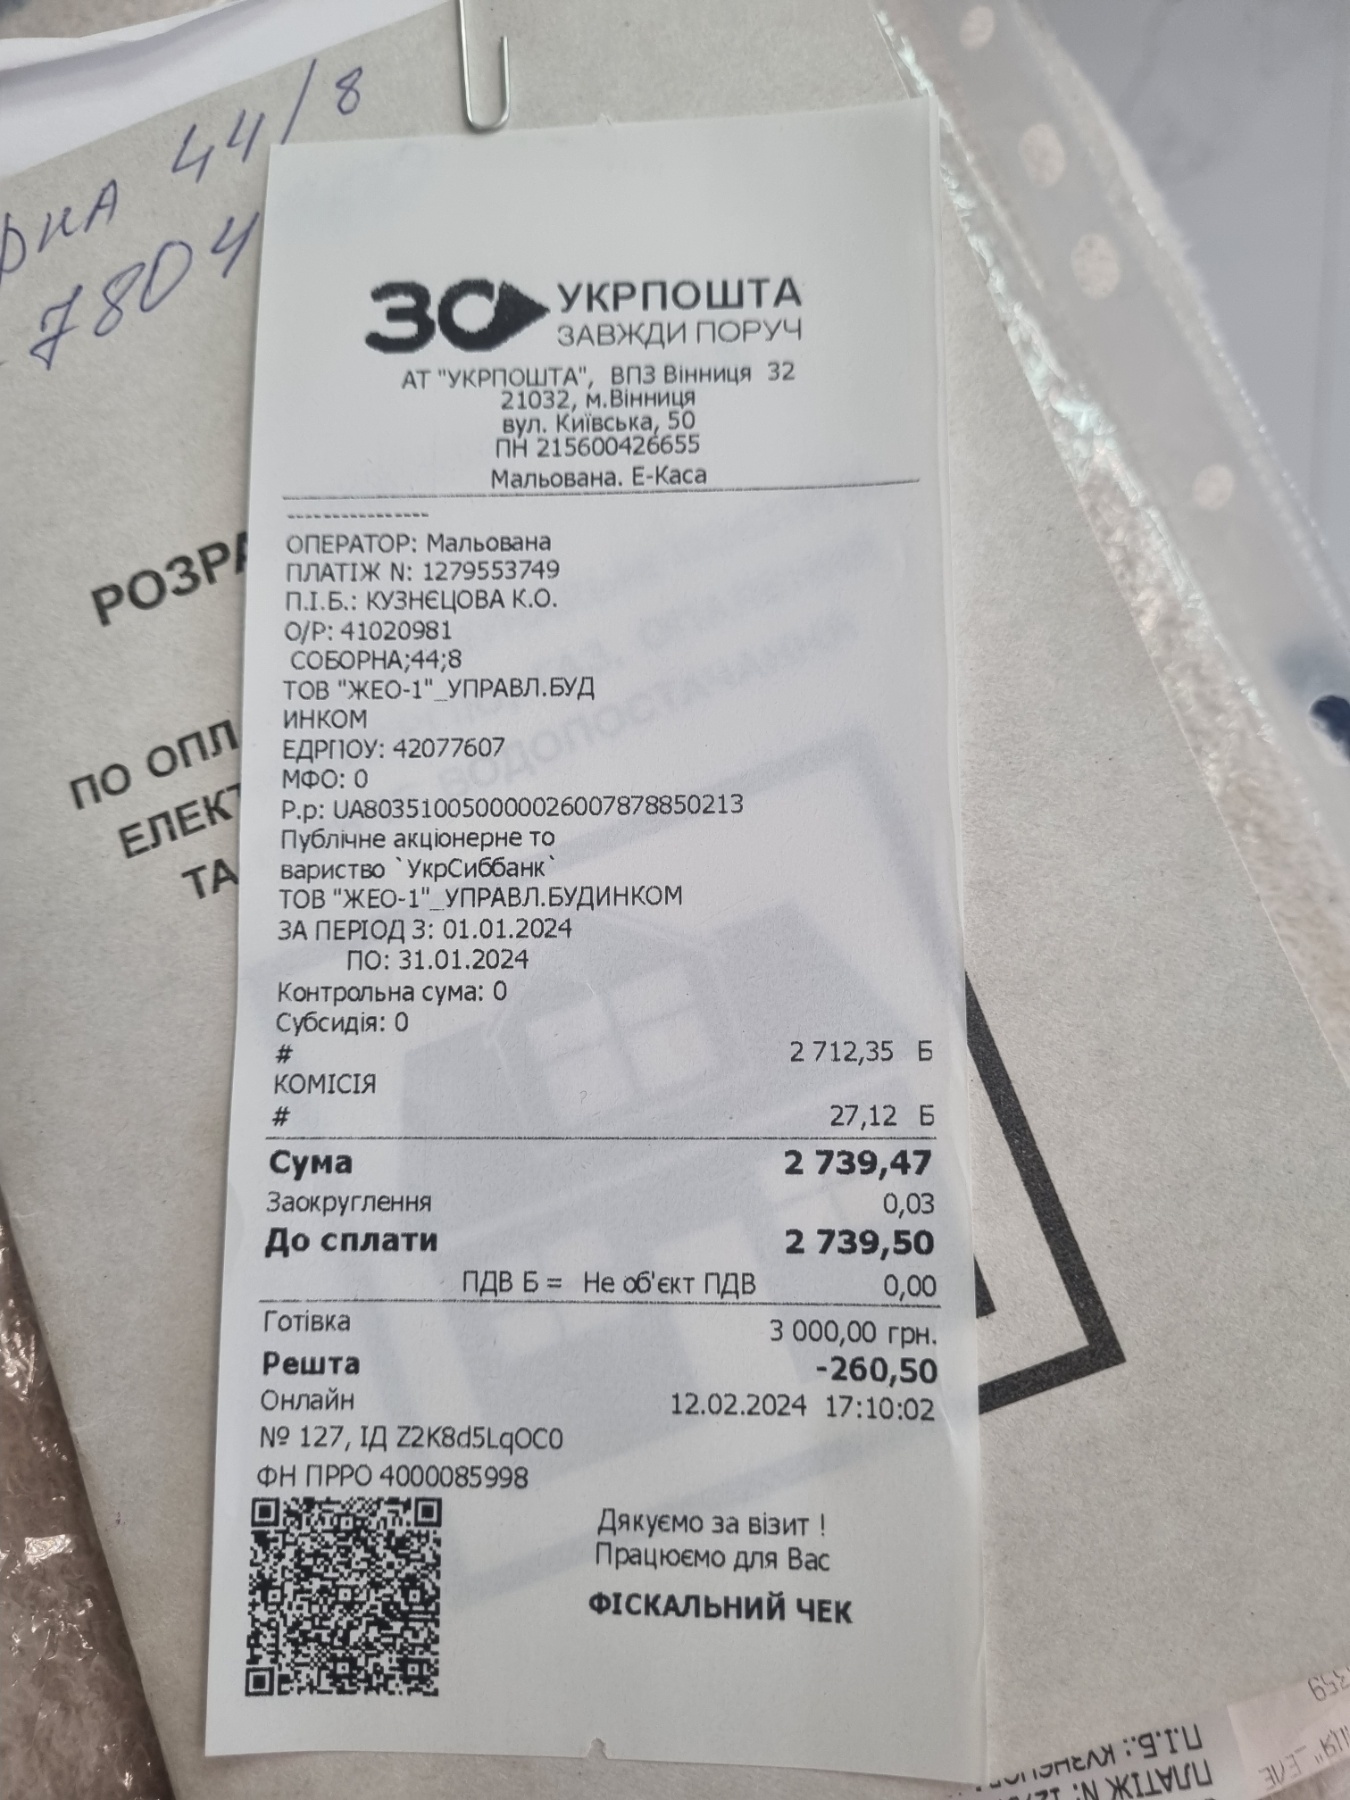 44/8
7804
РОЗРА
ПО ОПЛ
ЕЛЕКТ
ТА
УКРПОШТА
ЗАВЖДИ ПОРУЧ
АТ "УКРПОШТА", ВПЗ Вінниця 32
21032, м.Вінниця
вул. Київська, 50
ПН 215600426655
Мальована. Е-Каса
----------------
ОПЕРАТОР: Мальована
ПЛАТІЖ N: 1279553749
П.І.Б.: КУЗНЄЦОВА К.О.
О/Р: 41020981
СОБОРНА;44;8
ТОВ "ЖЕО-1"_УПРАВЛ.БУД
ИНКОМ
ЕДРПОУ: 42077607
МФО: 0
Р.р: UA803510050000026007878850213
Публічне акціонерне то
вариство `УкрСиббанк`
ТОВ "ЖЕО-1"_УПРАВЛ.БУДИНКОМ
ЗА ПЕРІОД З: 01.01.2024
ПО: 31.01.2024
Контрольна сума: 0
Субсидія: 0
# 2 712,35 Б
КОМІСІЯ
# 27,12 Б
Сума 2 739,47
Заокруглення 0,03
До сплати 2 739,50
ПДВ Б = Не об'єкт ПДВ 0,00
Готівка 3 000,00 грн.
Решта -260,50
Онлайн 12.02.2024 17:10:02
№ 127, ІД Z2K8d5LqOC0
ФН ПРРО 4000085998
Дякуємо за візит !
Працюємо для Вас
ФІСКАЛЬНИЙ ЧЕК
П.І.Б.: КУЗНЄЦОВА
ПЛАТІЖ N: 127